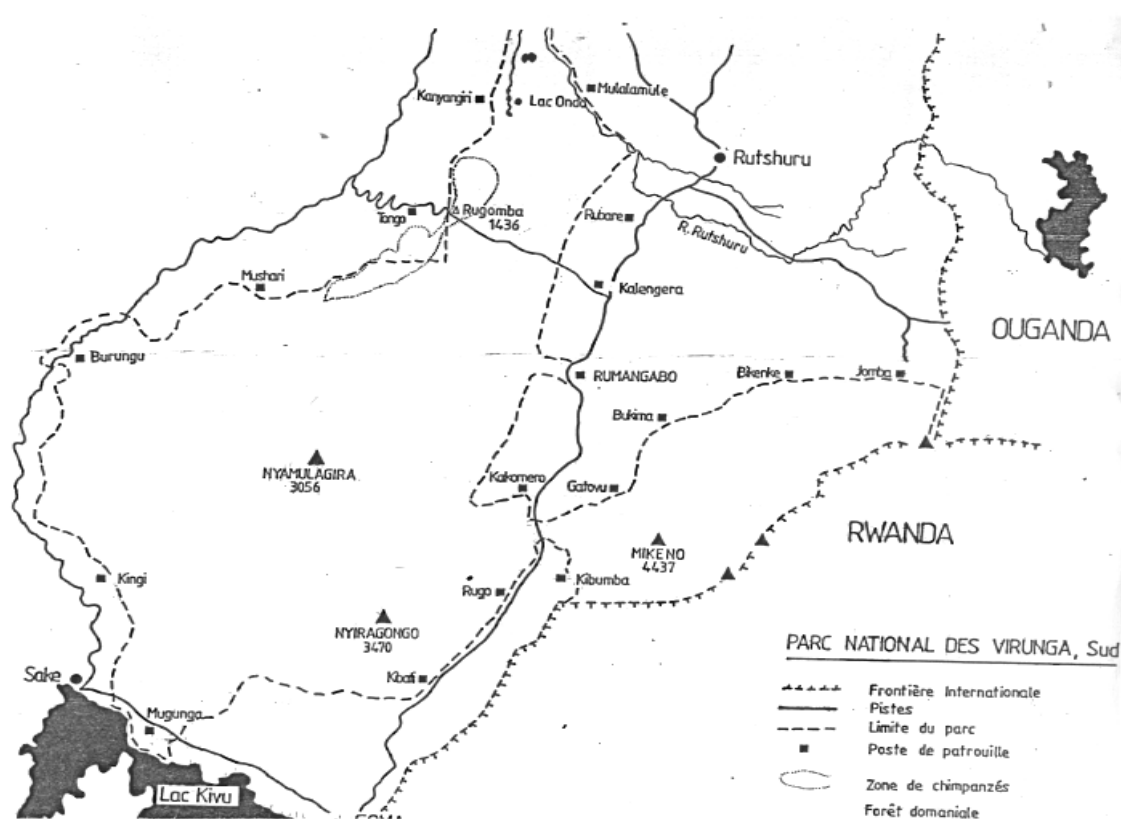 Kanyangiri
Lac Ondo
Mulalamule
Rutshuru
Tongo
Rugomba
1436
Rubare
R. Rutshuru
Mushari
Kalengera
OUGANDA
Burungu
RUMANGABO
Bikenke
Jomba
Bukima
NYAMULAGIRA
3056
Kakomero
Gatovu
RWANDA
MIKENO
4437
Kingi
Rugo
Kibumba
NYIRAGONGO
3470
Sake
Kbati
Mugunga
Lac Kivu
PARC NATIONAL DES VIRUNGA, Sud
Frontière Internationale
Pistes
Limite du parc
Poste de patrouille
Zone de chimpanzés
Forêt domaniale